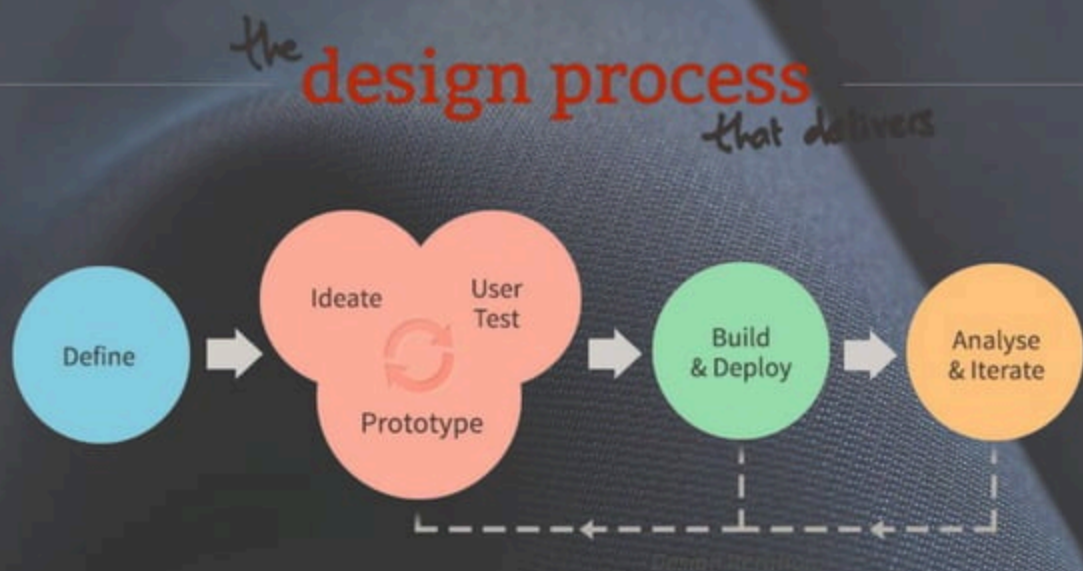 the
design process
that delivers
Define
Ideate
User
Test
Prototype
Build
& Deploy
Analyse
& Iterate